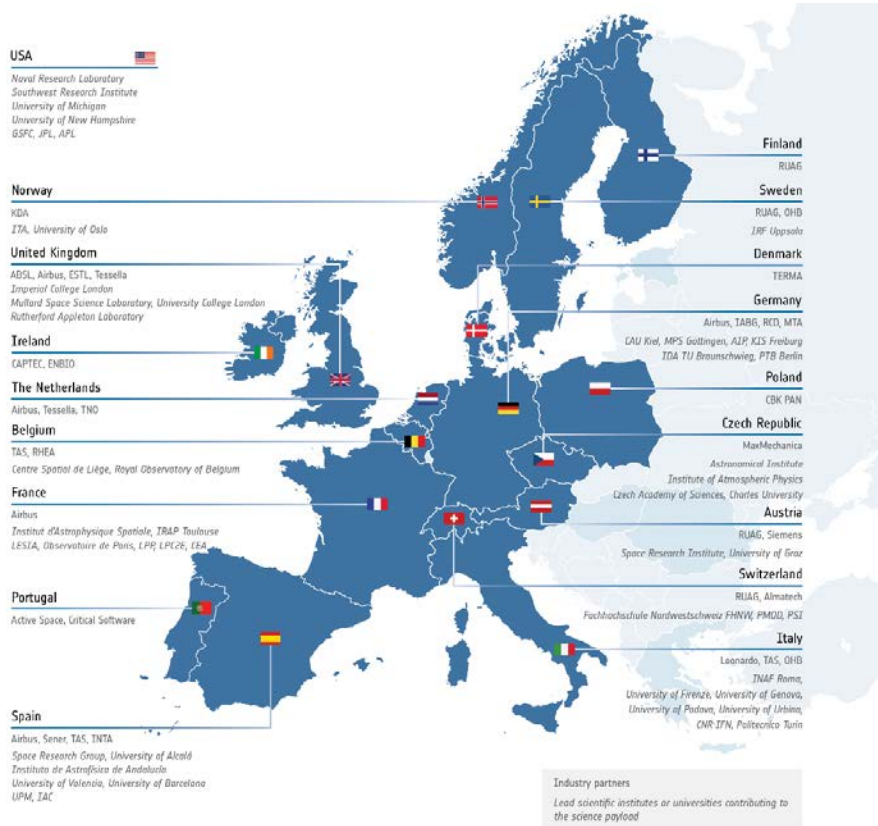 USA
Naval Research Laboratory
Southwest Research Institute
University of Michigan
University of New Hampshire
GSFC, JPL, APL
Norway
KDA
ITA, University of Oslo
United Kingdom
ABSL, Airbus, ESTL, Tessella
Imperial College London
Mullard Space Science Laboratory, University College London
Rutherford Appleton Laboratory
Ireland
CAPTEC, ENBIO
The Netherlands
Airbus, Tessella, TNO
Belgium
TAS, RHEA
Centre Spatial de Liège, Royal Observatory of Belgium
France
Airbus
Institut d'Astrophysique Spatiale, IRAP Toulouse
LESIA, Observatoire de Paris, LPP, LPC2E, CEA
Portugal
Active Space, Critical Software
Spain
Airbus, Sener, TAS, INTA
Space Research Group, University of Alcalá
Instituto de Astrofísica de Andalucía
University of Valencia, University of Barcelona
UPM, IAC
Finland
RUAG
Sweden
RUAG, OHB
IRF Uppsala
Denmark
TERMA
Germany
Airbus, IABG, RCD, MTA
CAU Kiel, MPS Göttingen, AIP, KIS Freiburg
IDA TU Braunschwieg, PTB Berlin
Poland
CBK PAN
Czech Republic
MaxMechanica
Astronomical Institute
Institute of Atmospheric Physics
Czech Academy of Sciences, Charles University
Austria
RUAG, Siemens
Space Research Institute, University of Graz
Switzerland
RUAG, Almatech
Fachhochschule Nordwestschweiz FHNW, PMOD, PSI
Italy
Leonardo, TAS, OHB
INAF Roma,
University of Firenze, University of Genova,
University of Padova, University of Urbino,
CNR IFN, Politecnico Turin
Industry partners
Lead scientific institutes or universities contributing to
the science payload